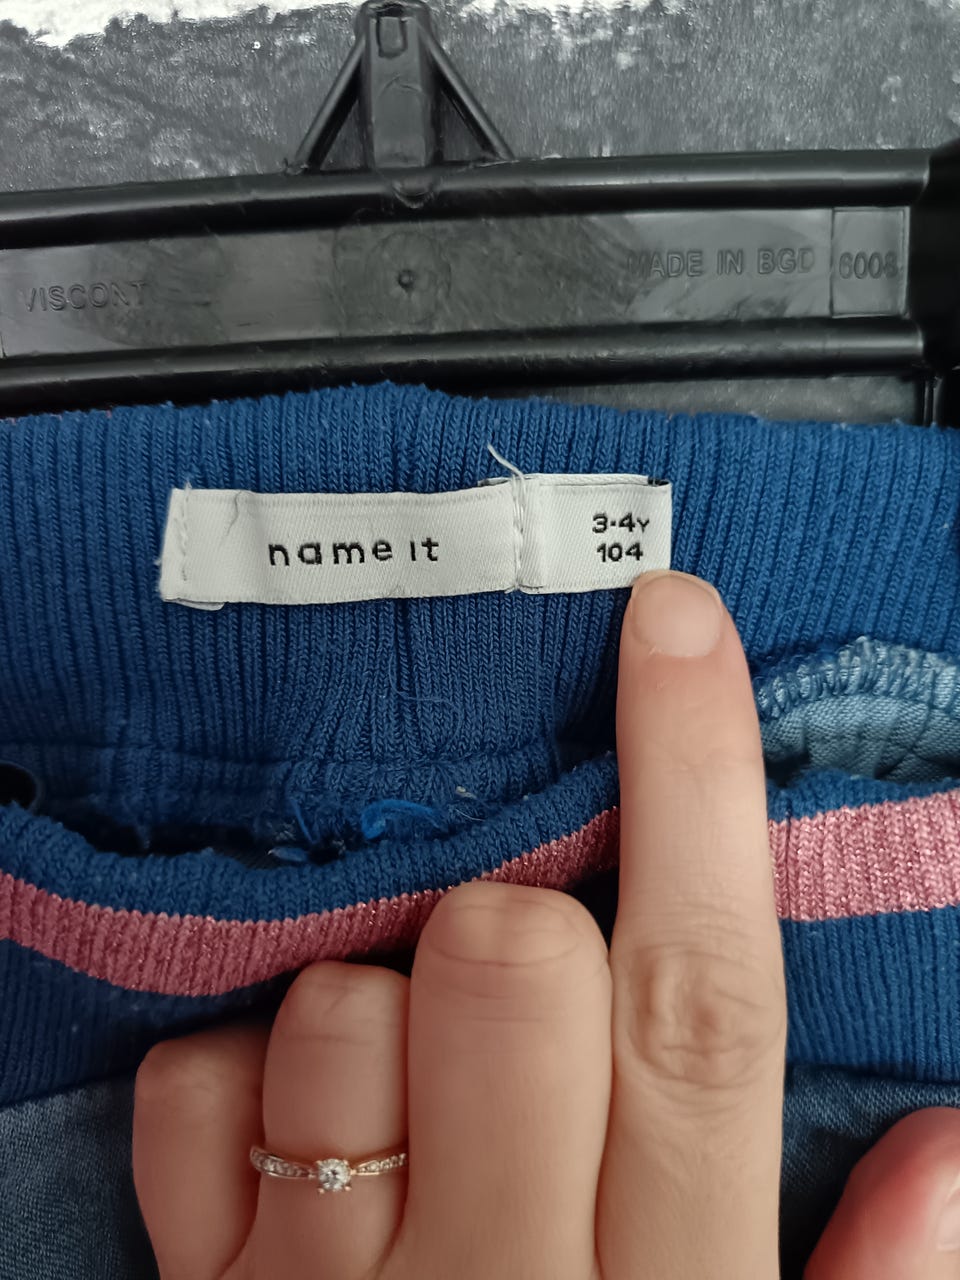 VISCONT
MADE IN BGD 6008
name it
3-4Y
104